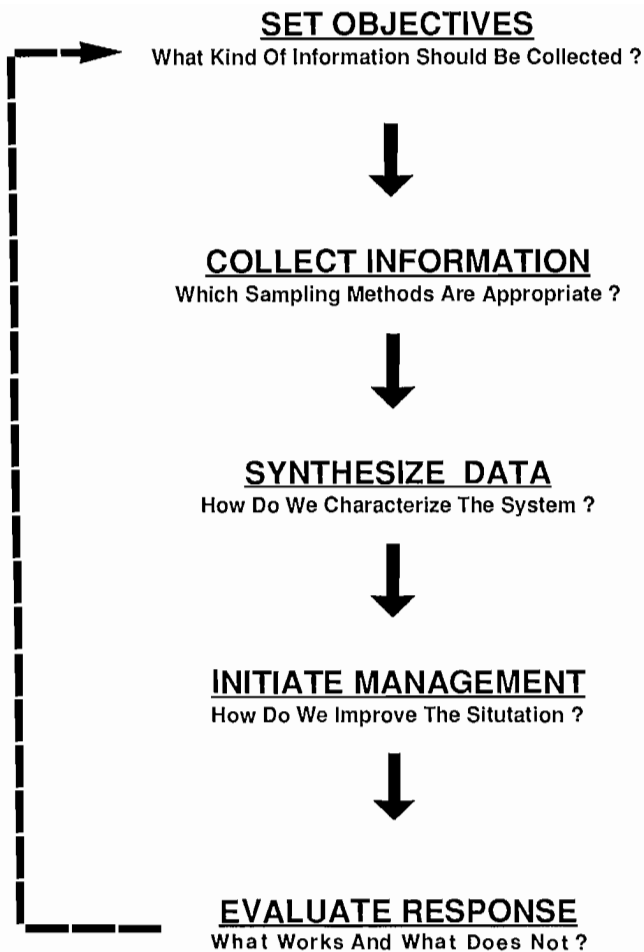 SET OBJECTIVES
What Kind Of Information Should Be Collected ?
COLLECT INFORMATION
Which Sampling Methods Are Appropriate ?
SYNTHESIZE DATA
How Do We Characterize The System ?
INITIATE MANAGEMENT
How Do We Improve The Situtation ?
EVALUATE RESPONSE
What Works And What Does Not ?